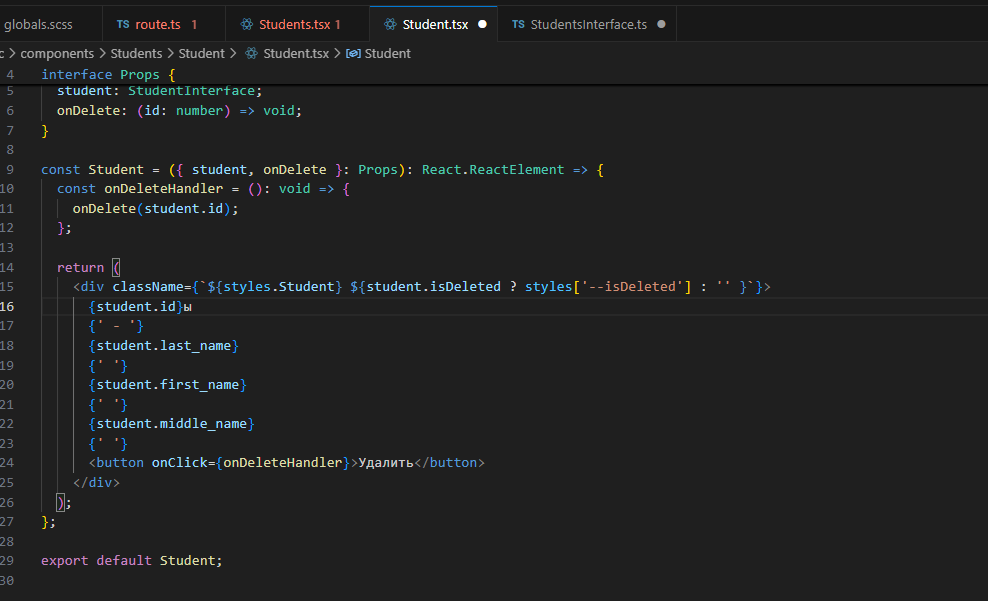 globals.scss TS route.ts 1 Students.tsx 1 Student.tsx ● TS StudentsInterface.ts ●
c > components > Students > Student > Student.tsx > Student
4 interface Props {
5 student: StudentInterface;
6 onDelete: (id: number) => void;
7 }
8
9 const Student = ({ student, onDelete }: Props): React.ReactElement => {
10 const onDeleteHandler = (): void => {
11 onDelete(student.id);
12 };
13
14 return (
15 <div className={`${styles.Student} ${student.isDeleted ? styles['--isDeleted'] : '' }`}>
16 {student.id}ы
17 {' - '}
18 {student.last_name}
19 {' '}
20 {student.first_name}
21 {' '}
22 {student.middle_name}
23 {' '}
24 <button onClick={onDeleteHandler}>Удалить</button>
25 </div>
26 );
27 };
28
29 export default Student;
30